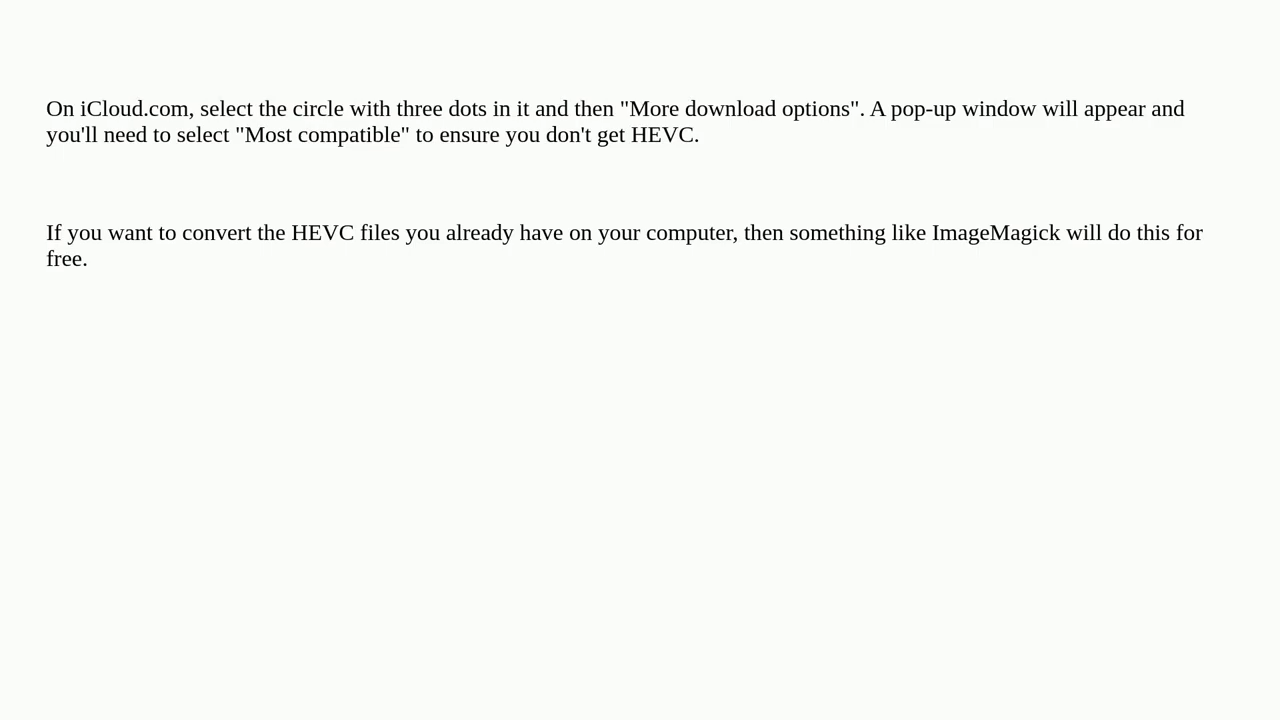 On iCloud.com, select the circle with three dots in it and then "More download options". A pop-up window will appear and
you'll need to select "Most compatible" to ensure you don't get HEVC.
If you want to convert the HEVC files you already have on your computer, then something like ImageMagick will do this for
free.